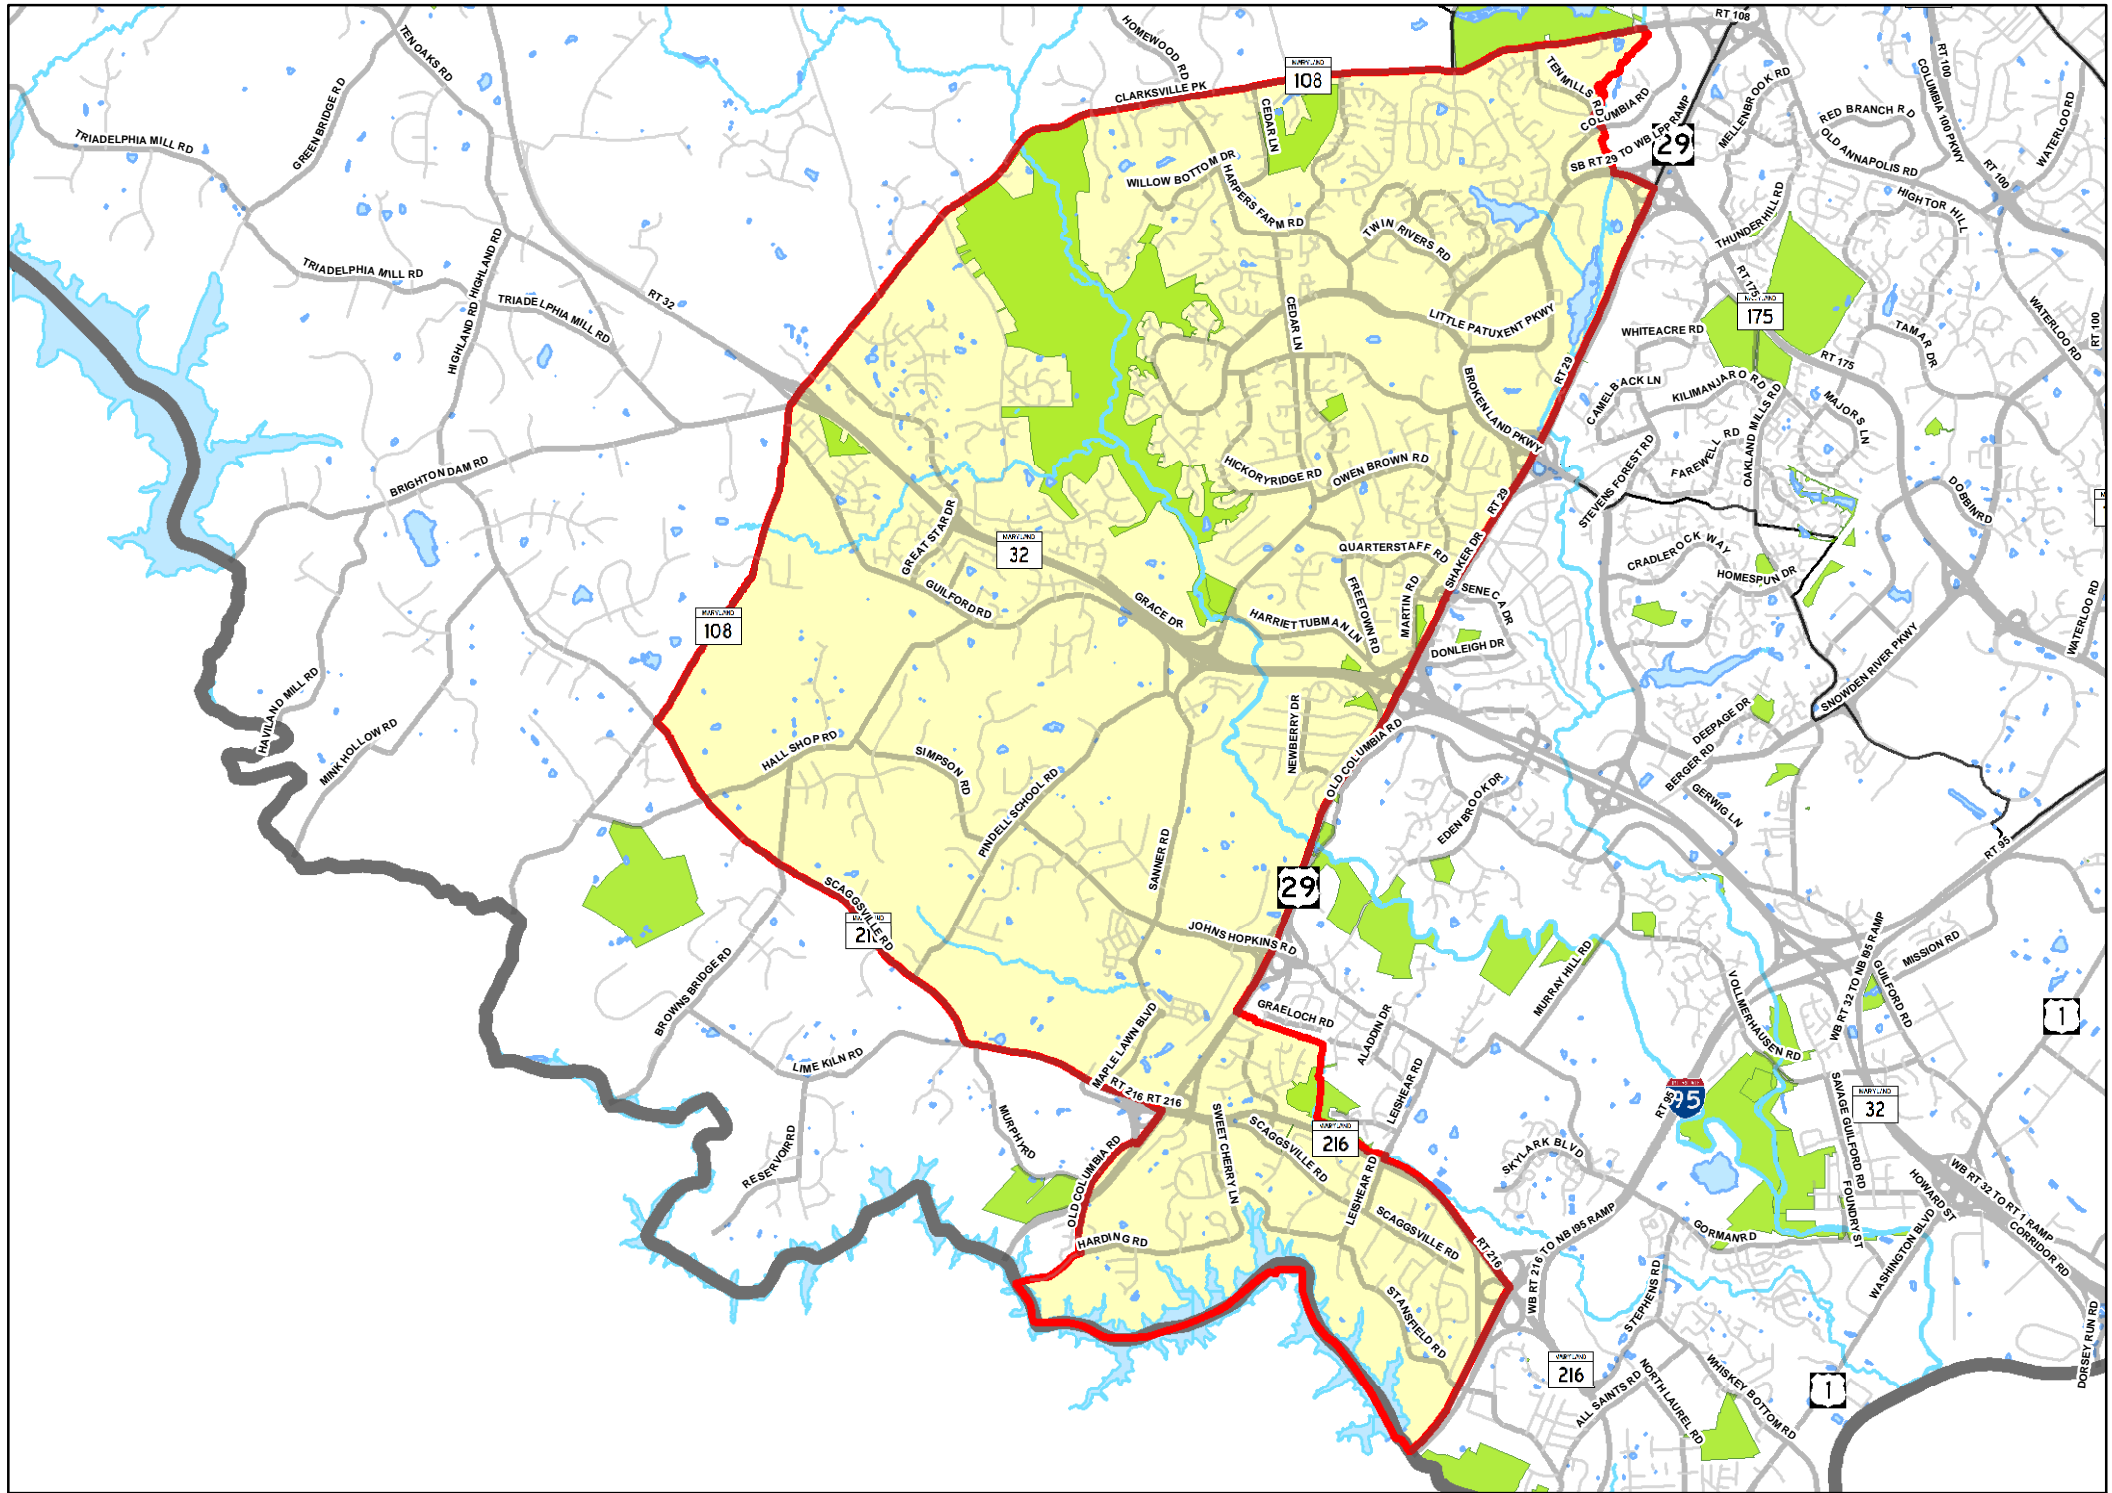 RT 108
TEN OAKS RD
HOMEWOOD RD
RT 100
COLUMBIA 100 PKWY
WATERLOO RD
MARYLAND
108
CLARKSVILLE PK
TEN MILLS RD
COLUMBIA RD
MELLENBROOK RD
RED BRANCH RD
GREEN BRIDGE RD
TRIADELPHIA MILL RD
CEDAR LN
SB RT 29 TO WB LPP RAMP
29
OLD ANNAPOLIS RD
RT 100
WILLOW BOTTOM DR
HARPERS FARM RD
HIGH TOR HILL
THUNDER HILL RD
TWIN RIVERS RD
TRIADELPHIA MILL RD
HIGHLAND RD HIGHLAND RD
TRIADELPHIA MILL RD
RT 32
RT 175
MARYLAND
175
CEDAR LN
LITTLE PATUXENT PKWY
WHITEACRE RD
TAMAR DR
WATERLOO RD
RT 100
RT 175
RT 29
BROKEN LAND PKWY
CAMELBACK LN
KILIMANJARO RD
OAKLAND MILLS RD
MAJORS LN
FAREWELL RD
BRIGHTON DAM RD
HICKORY RIDGE RD
OWEN BROWN RD
STEVENS FOREST RD
DOBBIN RD
RT 29
GREAT STAR DR
MARYLAND
32
QUARTERSTAFF RD
SHAKER DR
CRADLEROCK WAY
HOMESPUN DR
GUILFORD RD
GRACE DR
FREETOWN RD
MARTIN RD
SENECA DR
HARRIET TUBMAN LN
DONLEIGH DR
MARYLAND
108
WATERLOO RD
SNOWDEN RIVER PKWY
HAVILAND MILL RD
MINK HOLLOW RD
HALL SHOP RD
SIMPSON RD
NEWBERRY DR
OLD COLUMBIA RD
DEEPAGE DR
BERGER RD
GERWIG LN
PINDELL SCHOOL RD
EDEN BROOK DR
SANNER RD
RT 95
29
SCAGGSVILLE RD
MARYLAND
JOHNS HOPKINS RD
MURRAY HILL RD
WB RT 32 TO NB I95 RAMP
MISSION RD
GUILFORD RD
BROWNS BRIDGE RD
VOLLMERHAUSEN RD
GRAELOCH RD
ALADDIN DR
1
LIME KILN RD
MAPLE LAWN BLVD
RT 216 RT 216
LEISHEAR RD
RT 95
95
SAVAGE GUILFORD RD
MARYLAND
32
MURPHY RD
SWEET CHERRY LN
SCAGGSVILLE RD
MARYLAND
216
SKYLARK BLVD
RESERVOIR RD
OLD COLUMBIA RD
LEISHEAR RD
SCAGGSVILLE RD
HARDING RD
RT 216
WB RT 216 TO NB I95 RAMP
GORMAN RD
FOUNDRY ST
HOWARD ST
WB RT 32 TO RT 1 RAMP
CORRIDOR RD
WASHINGTON BLVD
STANSFIELD RD
STEPHENS RD
MARYLAND
216
ALL SAINTS RD
NORTH LAUREL RD
WHISKEY BOTTOM RD
1
DORSEY RUN RD